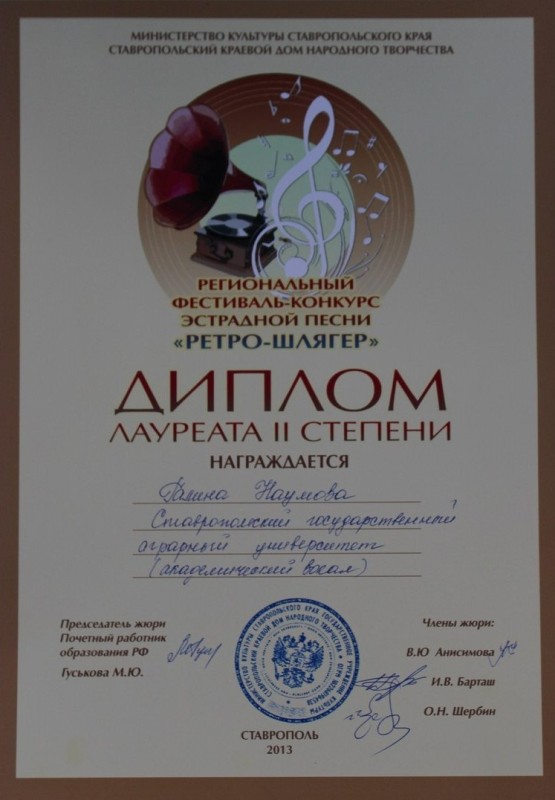 МИНИСТЕРСТВО КУЛЬТУРЫ СТАВРОПОЛЬСКОГО КРАЯ
СТАВРОПОЛЬСКИЙ КРАЕВОЙ ДОМ НАРОДНОГО ТВОРЧЕСТВА
РЕГИОНАЛЬНЫЙ
ФЕСТИВАЛЬ-КОНКУРС
ЭСТРАДНОЙ ПЕСНИ
«РЕТРО-ШЛЯГЕР»
ДИПЛОМ
ЛАУРЕАТА II СТЕПЕНИ
НАГРАЖДАЕТСЯ
Галина Наумова
Ставропольский государственный
аграрный университет
(академический вокал)
Председатель жюри
Почетный работник
образования РФ
Гуськова М.Ю.
Члены жюри:
В.Ю Анисимова
И.В. Барташ
О.Н. Шербин
СТАВРОПОЛЬ
2013